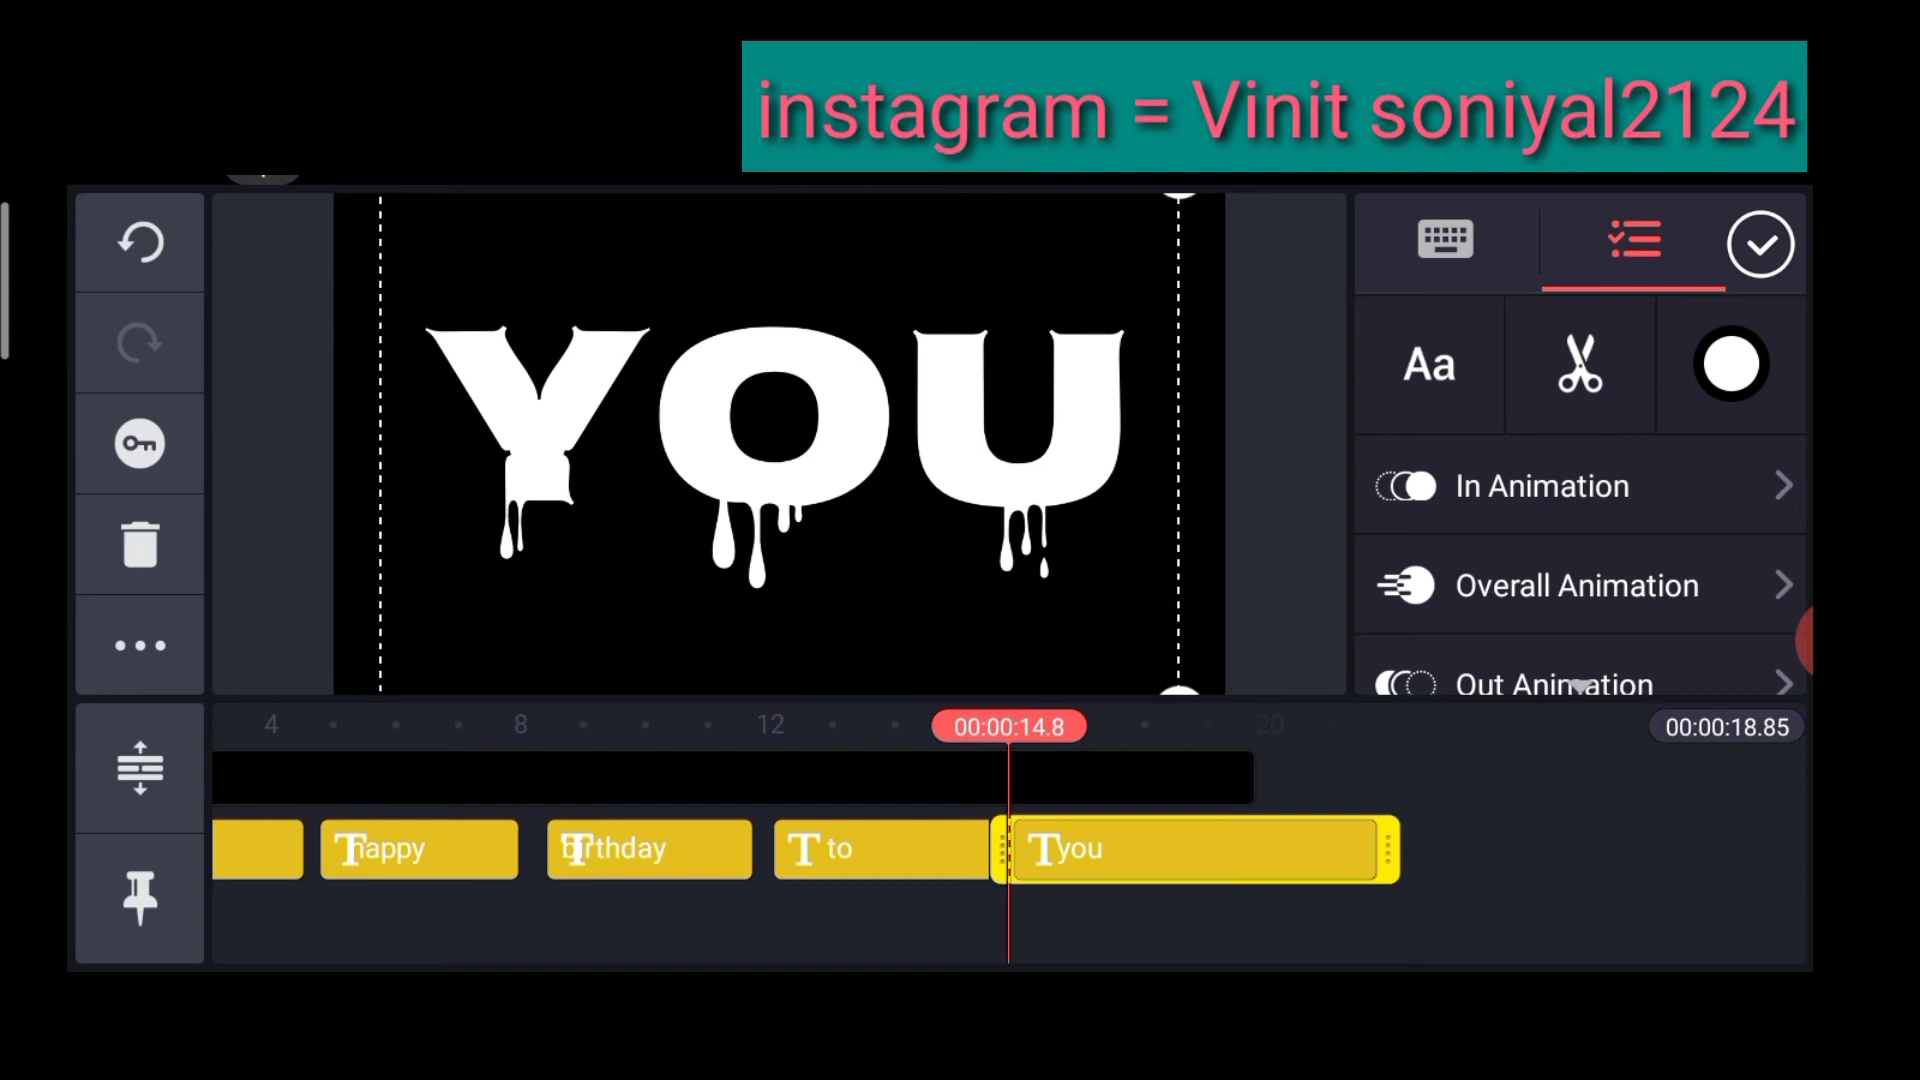 instagram = Vinit soniyal2124
YOU
Aa
In Animation
Overall Animation
Out Animation
4
8
12
00:00:14.8
20
00:00:18.85
T happy
T birthday
T to
T you